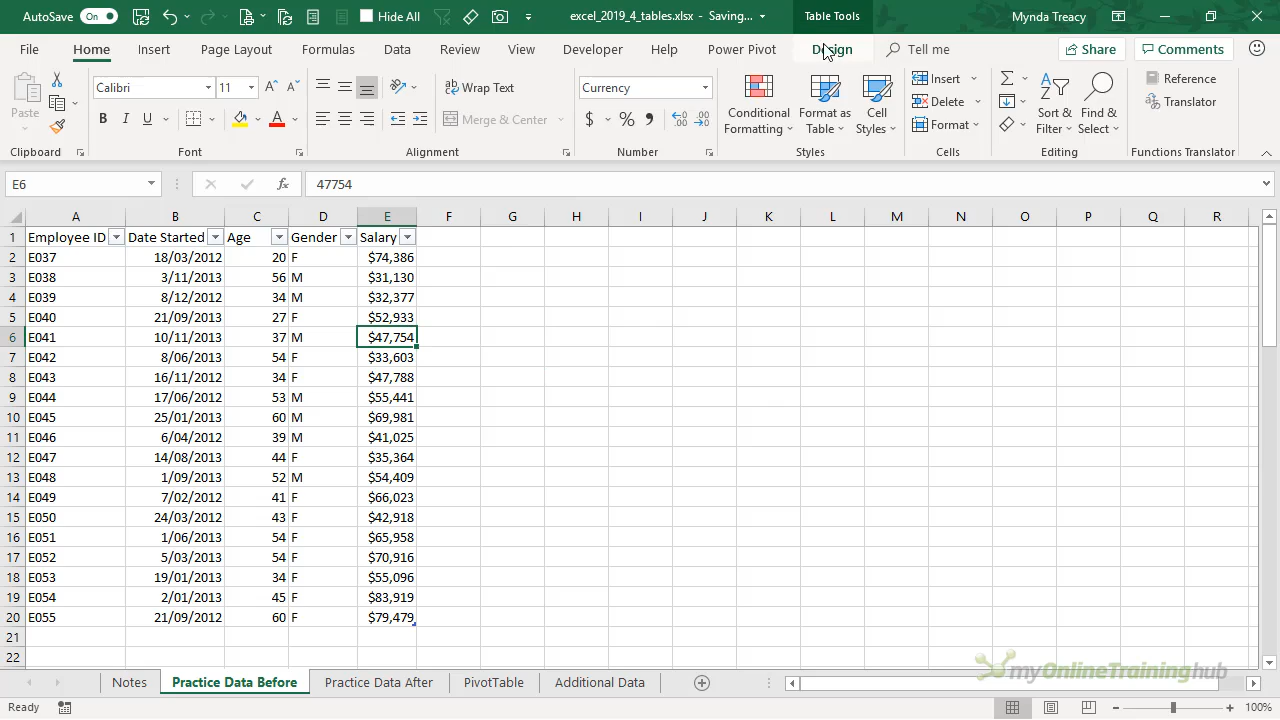 AutoSave On Hide All excel_2019_4_tables.xlsx - Saving... Table Tools Mynda Treacy
File Home Insert Page Layout Formulas Data Review View Developer Help Power Pivot Design Tell me Share Comments
Paste
Calibri 11
Wrap Text
Merge & Center
Currency
$ % ,
Conditional Formatting
Format as Table
Cell Styles
Insert
Delete
Format
Sort & Filter
Find & Select
Reference
Translator
Clipboard Font Alignment Number Styles Cells Editing Functions Translator
E6 fx 47754
A B C D E F G H I J K L M N O P Q R
1 Employee ID Date Started Age Gender Salary
2 E037 18/03/2012 20 F $74,386
3 E038 3/11/2013 56 M $31,130
4 E039 8/12/2012 34 M $32,377
5 E040 21/09/2013 27 F $52,933
6 E041 10/11/2013 37 M $47,754
7 E042 8/06/2013 54 F $33,603
8 E043 16/11/2012 34 F $47,788
9 E044 17/06/2012 53 M $55,441
10 E045 25/01/2013 60 M $69,981
11 E046 6/04/2012 39 M $41,025
12 E047 14/08/2013 44 F $35,364
13 E048 1/09/2013 52 M $54,409
14 E049 7/02/2012 41 F $66,023
15 E050 24/03/2012 43 F $42,918
16 E051 1/06/2013 54 F $65,958
17 E052 5/03/2013 54 F $70,916
18 E053 19/01/2013 34 F $55,096
19 E054 2/01/2013 45 F $83,919
20 E055 21/09/2012 60 F $79,479
21
22
myOnlineTraininghub
Notes Practice Data Before Practice Data After PivotTable Additional Data
Ready 100%